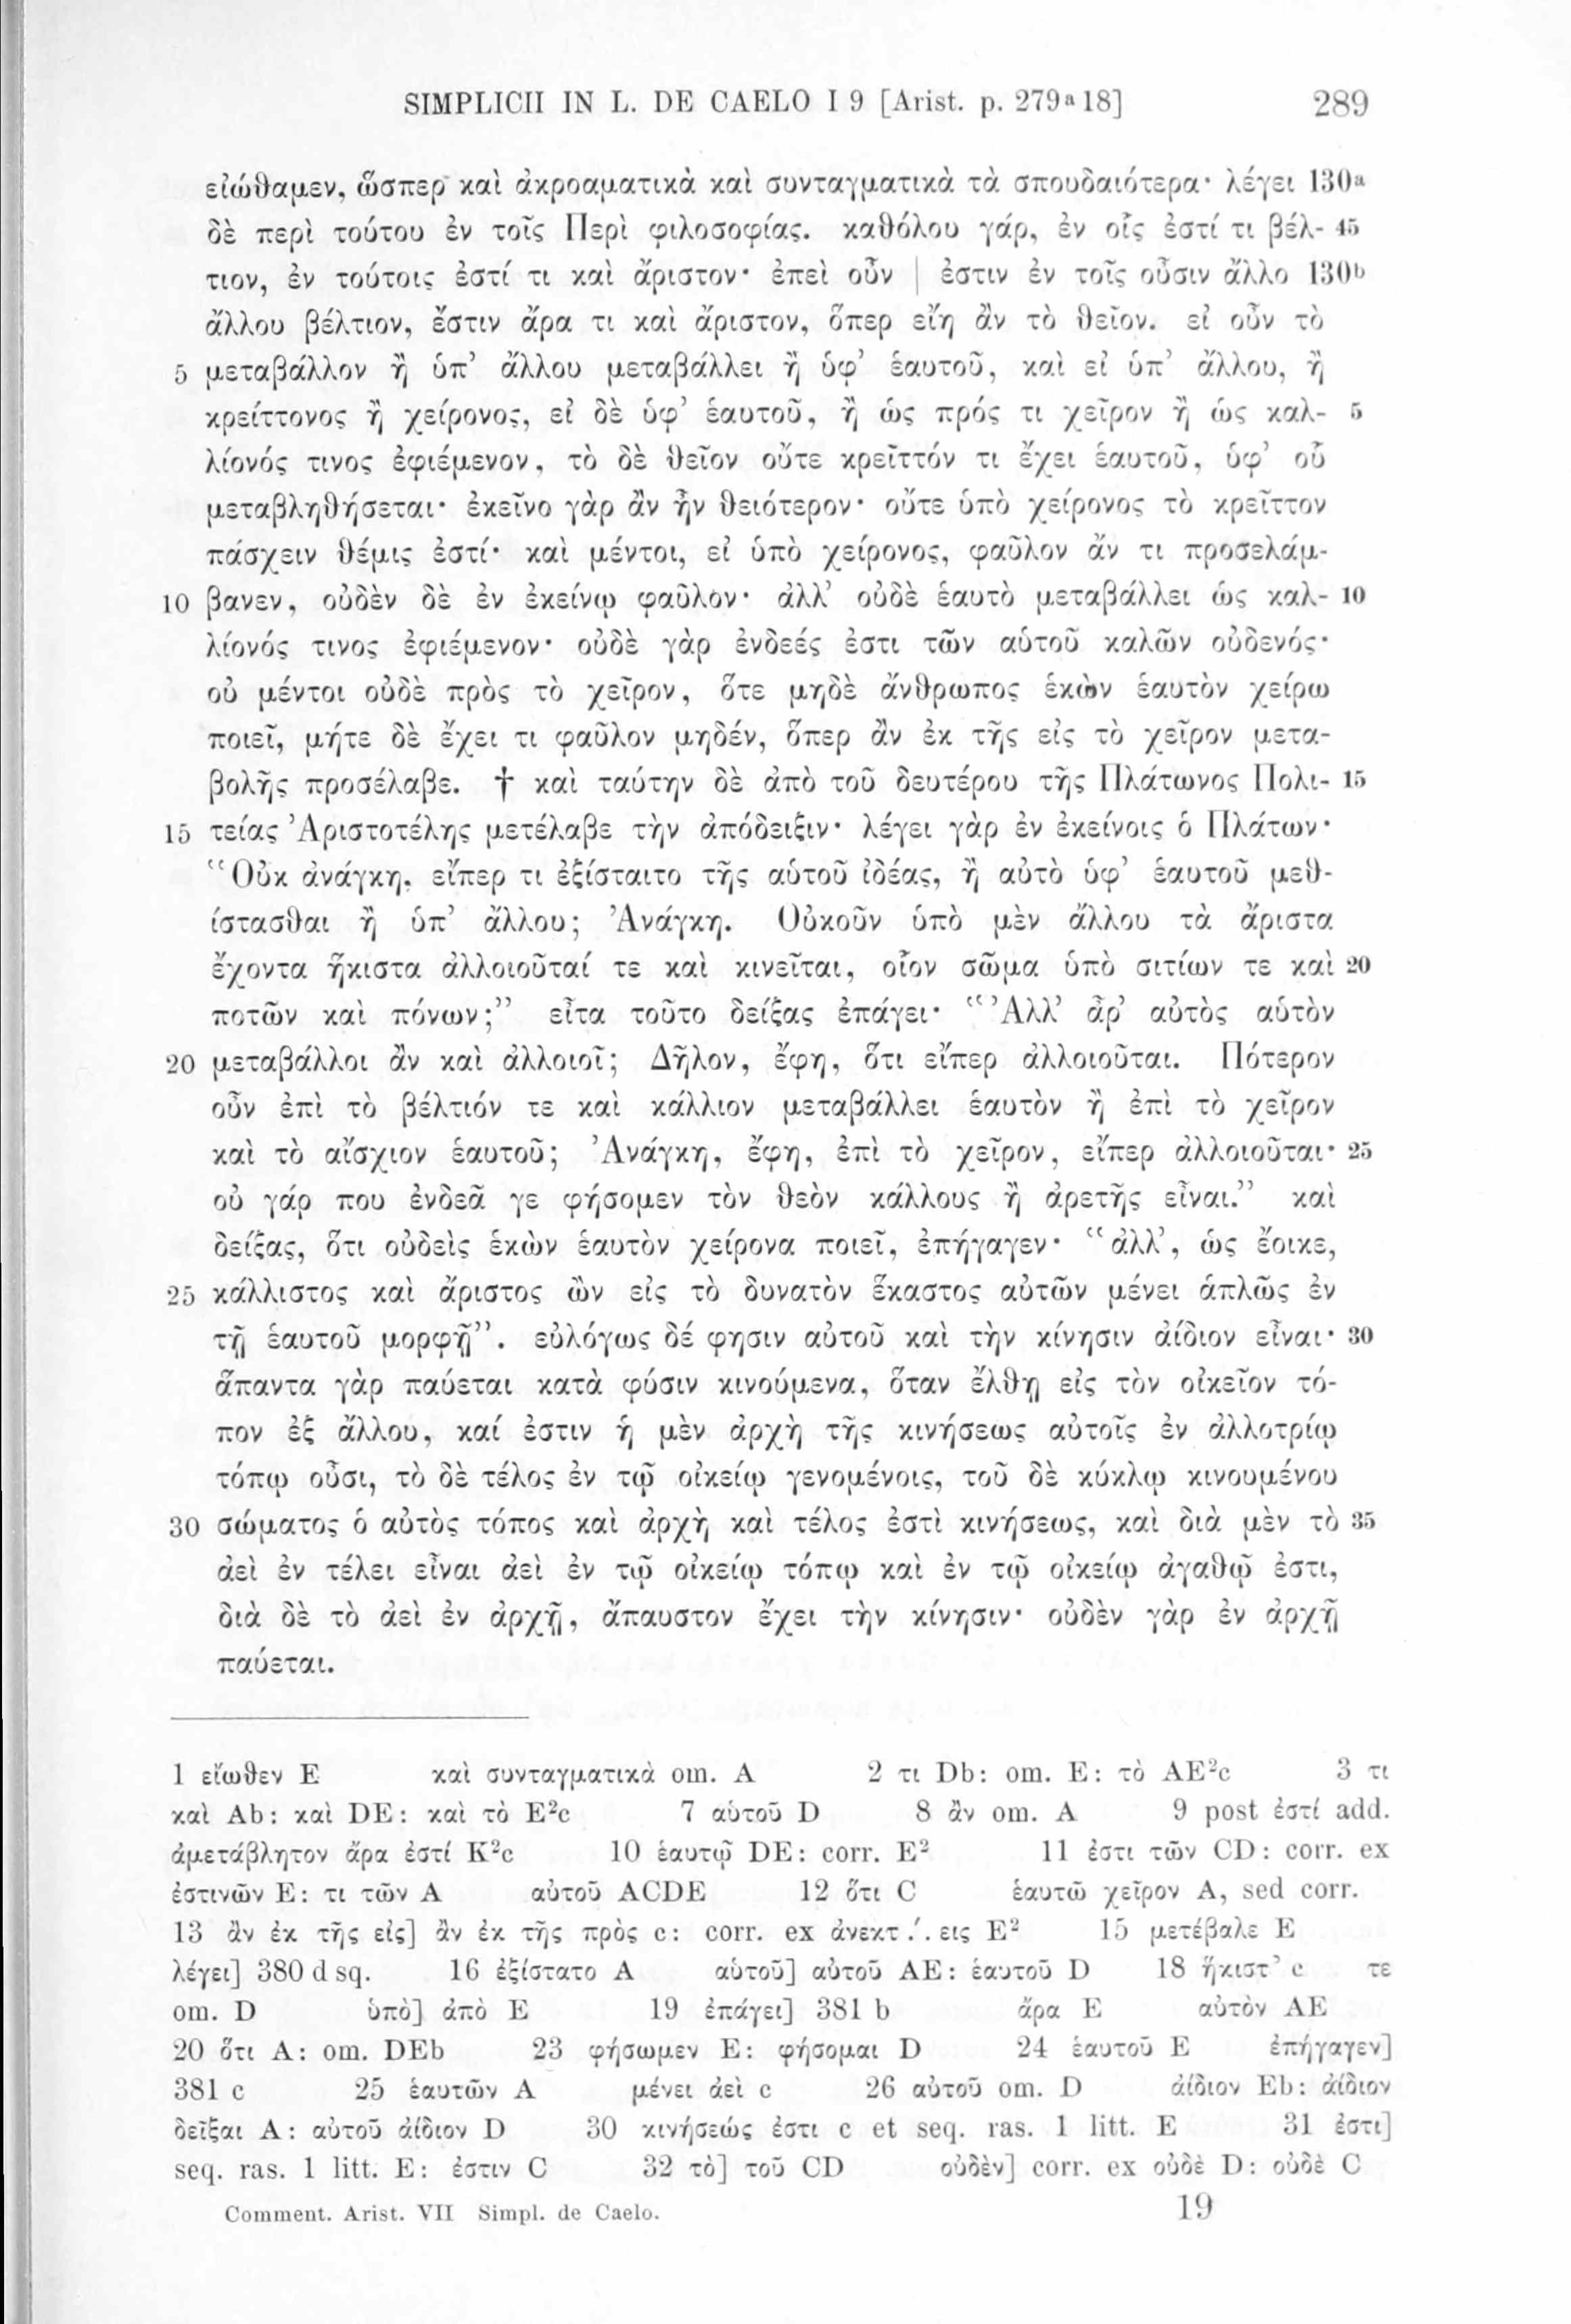 SIMPLICII IN L. DE CAELO I 9 [Arist. p. 279ᵃ18] 289
εἰώθαμεν, ὥσπερ καὶ ἀκροαματικὰ καὶ συνταγματικὰ τὰ σπουδαιότερα· λέγει 130ᵃ
δὲ περὶ τούτου ἐν τοῖς Περὶ φιλοσοφίας. καθόλου γάρ, ἐν οἷς ἐστί τι βέλ- 45
τιον, ἐν τούτοις ἐστί τι καὶ ἄριστον· ἐπεὶ οὖν | ἐστιν ἐν τοῖς οὖσιν ἄλλο 130ᵇ
ἄλλου βέλτιον, ἔστιν ἄρα τι καὶ ἄριστον, ὅπερ εἴη ἂν τὸ θεῖον. εἰ οὖν τὸ
5 μεταβάλλον ἢ ὑπ’ ἄλλου μεταβάλλει ἢ ὑφ’ ἑαυτοῦ, καὶ εἰ ὑπ’ ἄλλου, ἢ
κρείττονος ἢ χείρονος, εἰ δὲ ὑφ’ ἑαυτοῦ, ἢ ὡς πρός τι χεῖρον ἢ ὡς καλ- 5
λίονός τινος ἐφιέμενον, τὸ δὲ θεῖον οὔτε κρεῖττόν τι ἔχει ἑαυτοῦ, ὑφ’ οὗ
μεταβληθήσεται· ἐκεῖνο γὰρ ἂν ἦν θειότερον· οὔτε ὑπὸ χείρονος τὸ κρεῖττον
πάσχειν θέμις ἐστί· καὶ μέντοι, εἰ ὑπὸ χείρονος, φαῦλον ἄν τι προσελάμ-
10 βανεν, οὐδὲν δὲ ἐν ἐκείνῳ φαῦλον· ἀλλ’ οὐδὲ ἑαυτὸ μεταβάλλει ὡς καλ- 10
λίονός τινος ἐφιέμενον· οὐδὲ γὰρ ἐνδεές ἐστι τῶν αὑτοῦ καλῶν οὐδενός·
οὐ μέντοι οὐδὲ πρὸς τὸ χεῖρον, ὅτε μηδὲ ἄνθρωπος ἑκὼν ἑαυτὸν χείρω
ποιεῖ, μήτε δὲ ἔχει τι φαῦλον μηδέν, ὅπερ ἂν ἐκ τῆς εἰς τὸ χεῖρον μετα-
βολῆς προσέλαβε. † καὶ ταύτην δὲ ἀπὸ τοῦ δευτέρου τῆς Πλάτωνος Πολι- 15
15 τείας Ἀριστοτέλης μετέλαβε τὴν ἀπόδειξιν· λέγει γὰρ ἐν ἐκείνοις ὁ Πλάτων·
“Οὐκ ἀνάγκη, εἴπερ τι ἐξίσταιτο τῆς αὑτοῦ ἰδέας, ἢ αὐτὸ ὑφ’ ἑαυτοῦ μεθ-
ίστασθαι ἢ ὑπ’ ἄλλου; Ἀνάγκη. Οὐκοῦν ὑπὸ μὲν ἄλλου τὰ ἄριστα
ἔχοντα ἥκιστα ἀλλοιοῦταί τε καὶ κινεῖται, οἷον σῶμα ὑπὸ σιτίων τε καὶ 20
ποτῶν καὶ πόνων;” εἶτα τοῦτο δείξας ἐπάγει· “Ἀλλ’ ἆρ’ αὐτὸς αὑτὸν
20 μεταβάλλοι ἂν καὶ ἀλλοιοῖ; Δῆλον, ἔφη, ὅτι εἴπερ ἀλλοιοῦται. Πότερον
οὖν ἐπὶ τὸ βέλτιόν τε καὶ κάλλιον μεταβάλλει ἑαυτὸν ἢ ἐπὶ τὸ χεῖρον
καὶ τὸ αἴσχιον ἑαυτοῦ; Ἀνάγκη, ἔφη, ἐπὶ τὸ χεῖρον, εἴπερ ἀλλοιοῦται· 25
οὐ γάρ που ἐνδεᾶ γε φήσομεν τὸν θεὸν κάλλους ἢ ἀρετῆς εἶναι.” καὶ
δείξας, ὅτι οὐδεὶς ἑκὼν ἑαυτὸν χείρονα ποιεῖ, ἐπήγαγεν· “ἀλλ’, ὡς ἔοικε,
25 κάλλιστος καὶ ἄριστος ὢν εἰς τὸ δυνατὸν ἕκαστος αὐτῶν μένει ἁπλῶς ἐν
τῇ ἑαυτοῦ μορφῇ”. εὐλόγως δέ φησιν αὐτοῦ καὶ τὴν κίνησιν ἀίδιον εἶναι· 30
ἅπαντα γὰρ παύεται κατὰ φύσιν κινούμενα, ὅταν ἔλθῃ εἰς τὸν οἰκεῖον τό-
πον ἐξ ἄλλου, καί ἐστιν ἡ μὲν ἀρχὴ τῆς κινήσεως αὐτοῖς ἐν ἀλλοτρίῳ
τόπῳ οὖσι, τὸ δὲ τέλος ἐν τῷ οἰκείῳ γενομένοις, τοῦ δὲ κύκλῳ κινουμένου
30 σώματος ὁ αὐτὸς τόπος καὶ ἀρχὴ καὶ τέλος ἐστὶ κινήσεως, καὶ διὰ μὲν τὸ 35
ἀεὶ ἐν τέλει εἶναι ἀεὶ ἐν τῷ οἰκείῳ τόπῳ καὶ ἐν τῷ οἰκείῳ ἀγαθῷ ἐστι,
διὰ δὲ τὸ ἀεὶ ἐν ἀρχῇ, ἄπαυστον ἔχει τὴν κίνησιν· οὐδὲν γὰρ ἐν ἀρχῇ
παύεται.
1 εἴωθεν E καὶ συνταγματικὰ om. A 2 τι Db: om. E: τὸ AE²c 3 τι
καὶ Ab: καὶ DE: καὶ τὸ E²c 7 αὑτοῦ D 8 ἂν om. A 9 post ἐστί add.
ἀμετάβλητον ἄρα ἐστί K²c 10 ἑαυτῷ DE: corr. E² 11 ἐστι τῶν CD: corr. ex
ἐστινῶν E: τι τῶν A αὐτοῦ ACDE 12 ὅτι C ἑαυτῶ χεῖρον A, sed corr.
13 ἂν ἐκ τῆς εἰς] ἂν ἐκ τῆς πρὸς c: corr. ex ἀνεκτ.΄.εις E² 15 μετέβαλε E
λέγει] 380 d sq. 16 ἐξίστατο A αὑτοῦ] αὐτοῦ AE: ἑαυτοῦ D 18 ἥκιστ’ c τε
om. D ὑπὸ] ἀπὸ E 19 ἐπάγει] 381 b ἄρα E αὐτὸν AE
20 ὅτι A: om. DEb 23 φήσωμεν E: φήσομαι D 24 ἑαυτοῦ E ἐπήγαγεν]
381 c 25 ἑαυτῶν A μένει ἀεὶ c 26 αὐτοῦ om. D ἀίδιον Eb: ἀίδιον
δεῖξαι A: αὐτοῦ ἀίδιον D 30 κινήσεώς ἐστι c et seq. ras. 1 litt. E 31 ἐστι]
seq. ras. 1 litt. E: ἐστιν C 32 τὸ] τοῦ CD οὐδὲν] corr. ex οὐδὲ D: οὐδὲ C
Comment. Arist. VII Simpl. de Caelo. 19